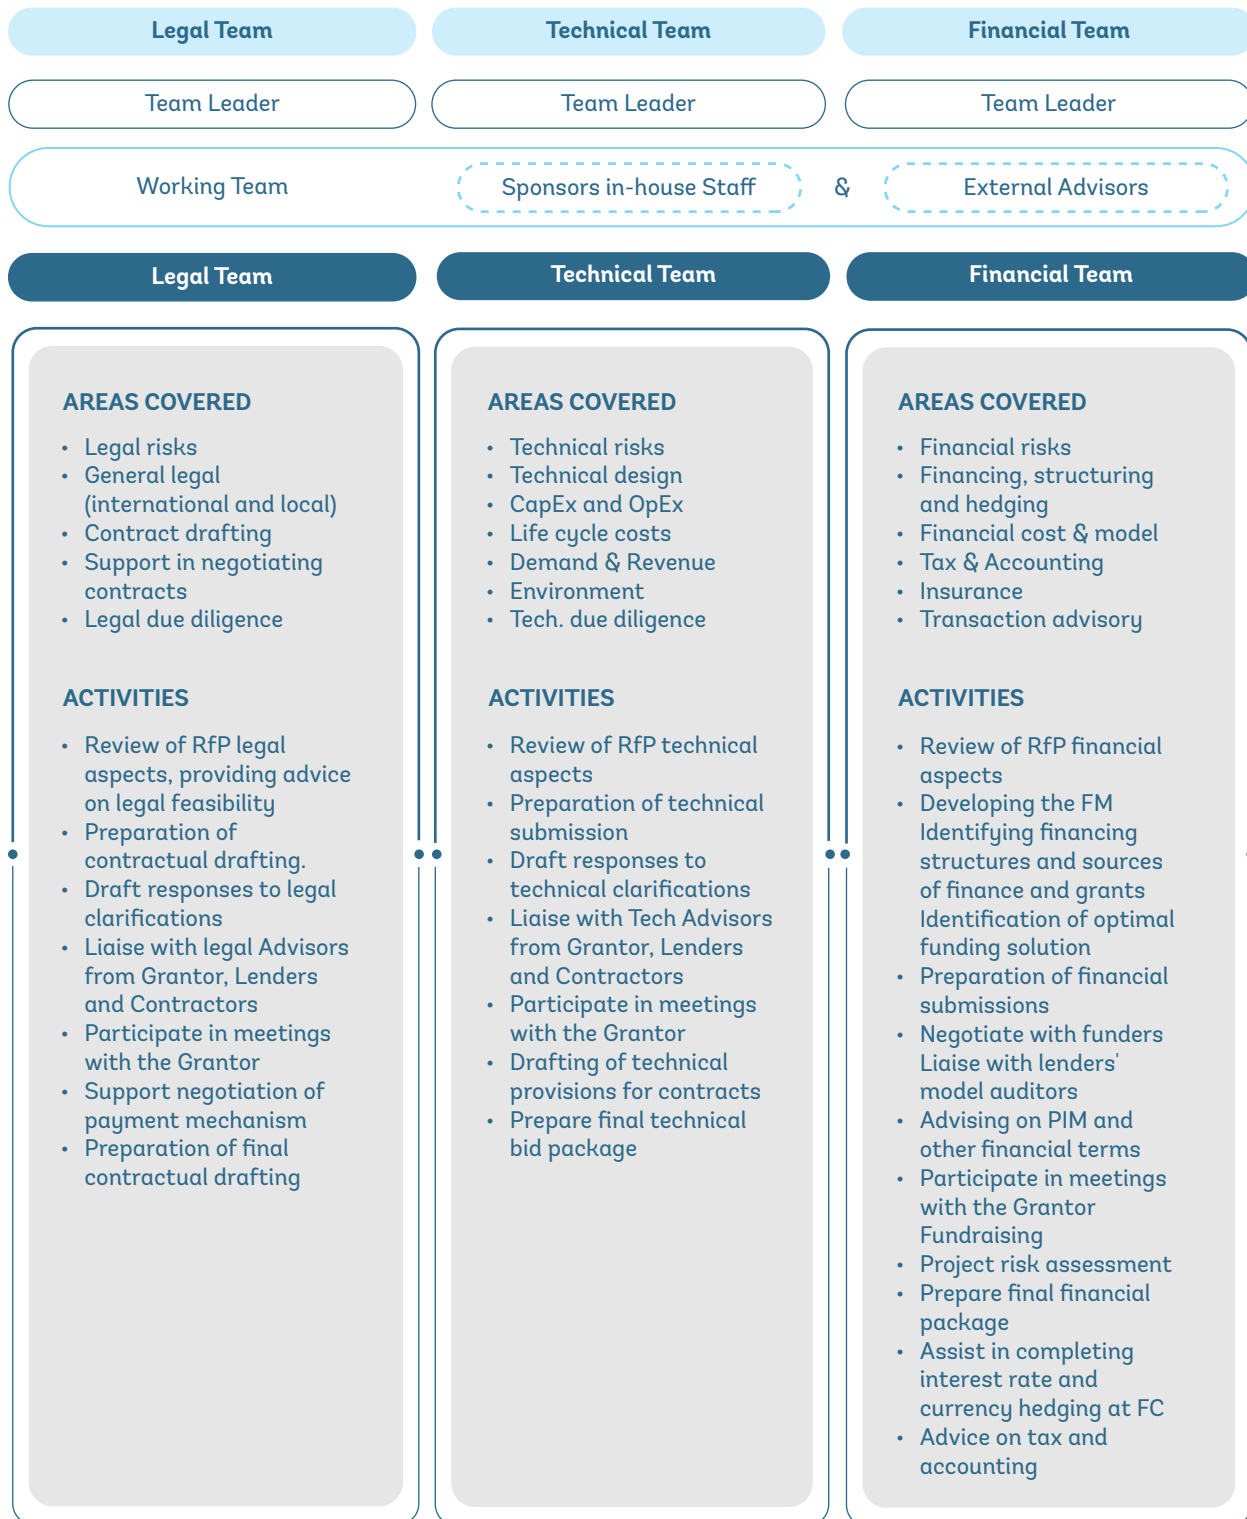 Legal Team
Technical Team
Financial Team
Team Leader
Team Leader
Team Leader
Working Team
Sponsors in-house Staff
&
External Advisors
Legal Team
Technical Team
Financial Team
AREAS COVERED
• Legal risks
• General legal
(international and local)
• Contract drafting
• Support in negotiating
contracts
• Legal due diligence
ACTIVITIES
• Review of RfP legal
aspects, providing advice
on legal feasibility
• Preparation of
contractual drafting.
• Draft responses to legal
clarifications
• Liaise with legal Advisors
from Grantor, Lenders
and Contractors
• Participate in meetings
with the Grantor
• Support negotiation of
payment mechanism
• Preparation of final
contractual drafting
AREAS COVERED
• Technical risks
• Technical design
• CapEx and OpEx
• Life cycle costs
• Demand & Revenue
• Environment
• Tech. due diligence
ACTIVITIES
• Review of RfP technical
aspects
• Preparation of technical
submission
• Draft responses to
technical clarifications
• Liaise with Tech Advisors
from Grantor, Lenders
and Contractors
• Participate in meetings
with the Grantor
• Drafting of technical
provisions for contracts
• Prepare final technical
bid package
AREAS COVERED
• Financial risks
• Financing, structuring
and hedging
• Financial cost & model
• Tax & Accounting
• Insurance
• Transaction advisory
ACTIVITIES
• Review of RfP financial
aspects
• Developing the FM
Identifying financing
structures and sources
of finance and grants
Identification of optimal
funding solution
• Preparation of financial
submissions
• Negotiate with funders
Liaise with lenders'
model auditors
• Advising on PIM and
other financial terms
• Participate in meetings
with the Grantor
Fundraising
• Project risk assessment
• Prepare final financial
package
• Assist in completing
interest rate and
currency hedging at FC
• Advice on tax and
accounting